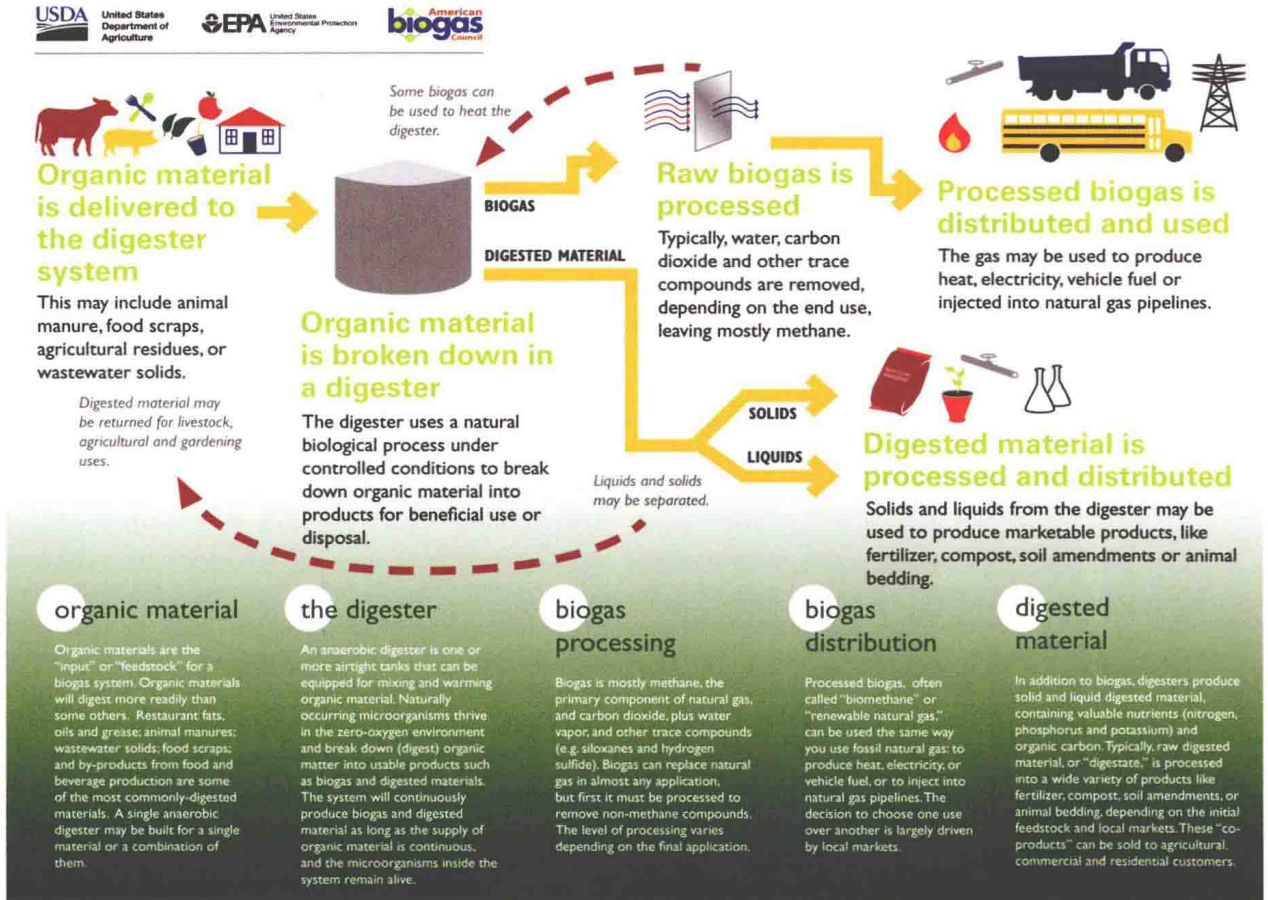 USDA
United States
Department of
Agriculture
EPA
United States
Environmental Protection
Agency
American
biogas
Council
Some biogas can
be used to heat the
digester.
Organic material
is delivered to
the digester
system
This may include animal
manure, food scraps,
agricultural residues, or
wastewater solids.
Digested material may
be returned for livestock,
agricultural and gardening
uses.
BIOGAS
DIGESTED MATERIAL
Organic material
is broken down in
a digester
The digester uses a natural
biological process under
controlled conditions to break
down organic material into
products for beneficial use or
disposal.
Raw biogas is
processed
Typically, water, carbon
dioxide and other trace
compounds are removed,
depending on the end use,
leaving mostly methane.
Processed biogas is
distributed and used
The gas may be used to produce
heat, electricity, vehicle fuel or
injected into natural gas pipelines.
SOLIDS
LIQUIDS
Liquids and solids
may be separated.
Digested material is
processed and distributed
Solids and liquids from the digester may be
used to produce marketable products, like
fertilizer, compost, soil amendments or animal
bedding.
organic material
Organic materials are the
"input" or "feedstock" for a
biogas system. Organic materials
will digest more readily than
some others. Restaurant fats,
oils and grease; animal manures;
wastewater solids; food scraps;
and by-products from food and
beverage production are some
of the most commonly-digested
materials. A single anaerobic
digester may be built for a single
material or a combination of
them.
the digester
An anaerobic digester is one or
more airtight tanks that can be
equipped for mixing and warming
organic material. Naturally
occurring microorganisms thrive
in the zero-oxygen environment
and break down (digest) organic
matter into usable products such
as biogas and digested materials.
The system will continuously
produce biogas and digested
material as long as the supply of
organic material is continuous,
and the microorganisms inside the
system remain alive.
biogas
processing
Biogas is mostly methane, the
primary component of natural gas,
and carbon dioxide, plus water
vapor, and other trace compounds
(e.g. siloxanes and hydrogen
sulfide). Biogas can replace natural
gas in almost any application,
but first it must be processed to
remove non-methane compounds.
The level of processing varies
depending on the final application.
biogas
distribution
Processed biogas, often
called "biomethane" or
"renewable natural gas,"
can be used the same way
you use fossil natural gas: to
produce heat, electricity, or
vehicle fuel, or to inject into
natural gas pipelines. The
decision to choose one use
over another is largely driven
by local markets.
digested
material
In addition to biogas, digesters produce
solid and liquid digested material,
containing valuable nutrients (nitrogen,
phosphorus and potassium) and
organic carbon. Typically, raw digested
material, or "digestate," is processed
into a wide variety of products like
fertilizer, compost, soil amendments, or
animal bedding, depending on the initial
feedstock and local markets. These "co-
products" can be sold to agricultural,
commercial and residential customers.